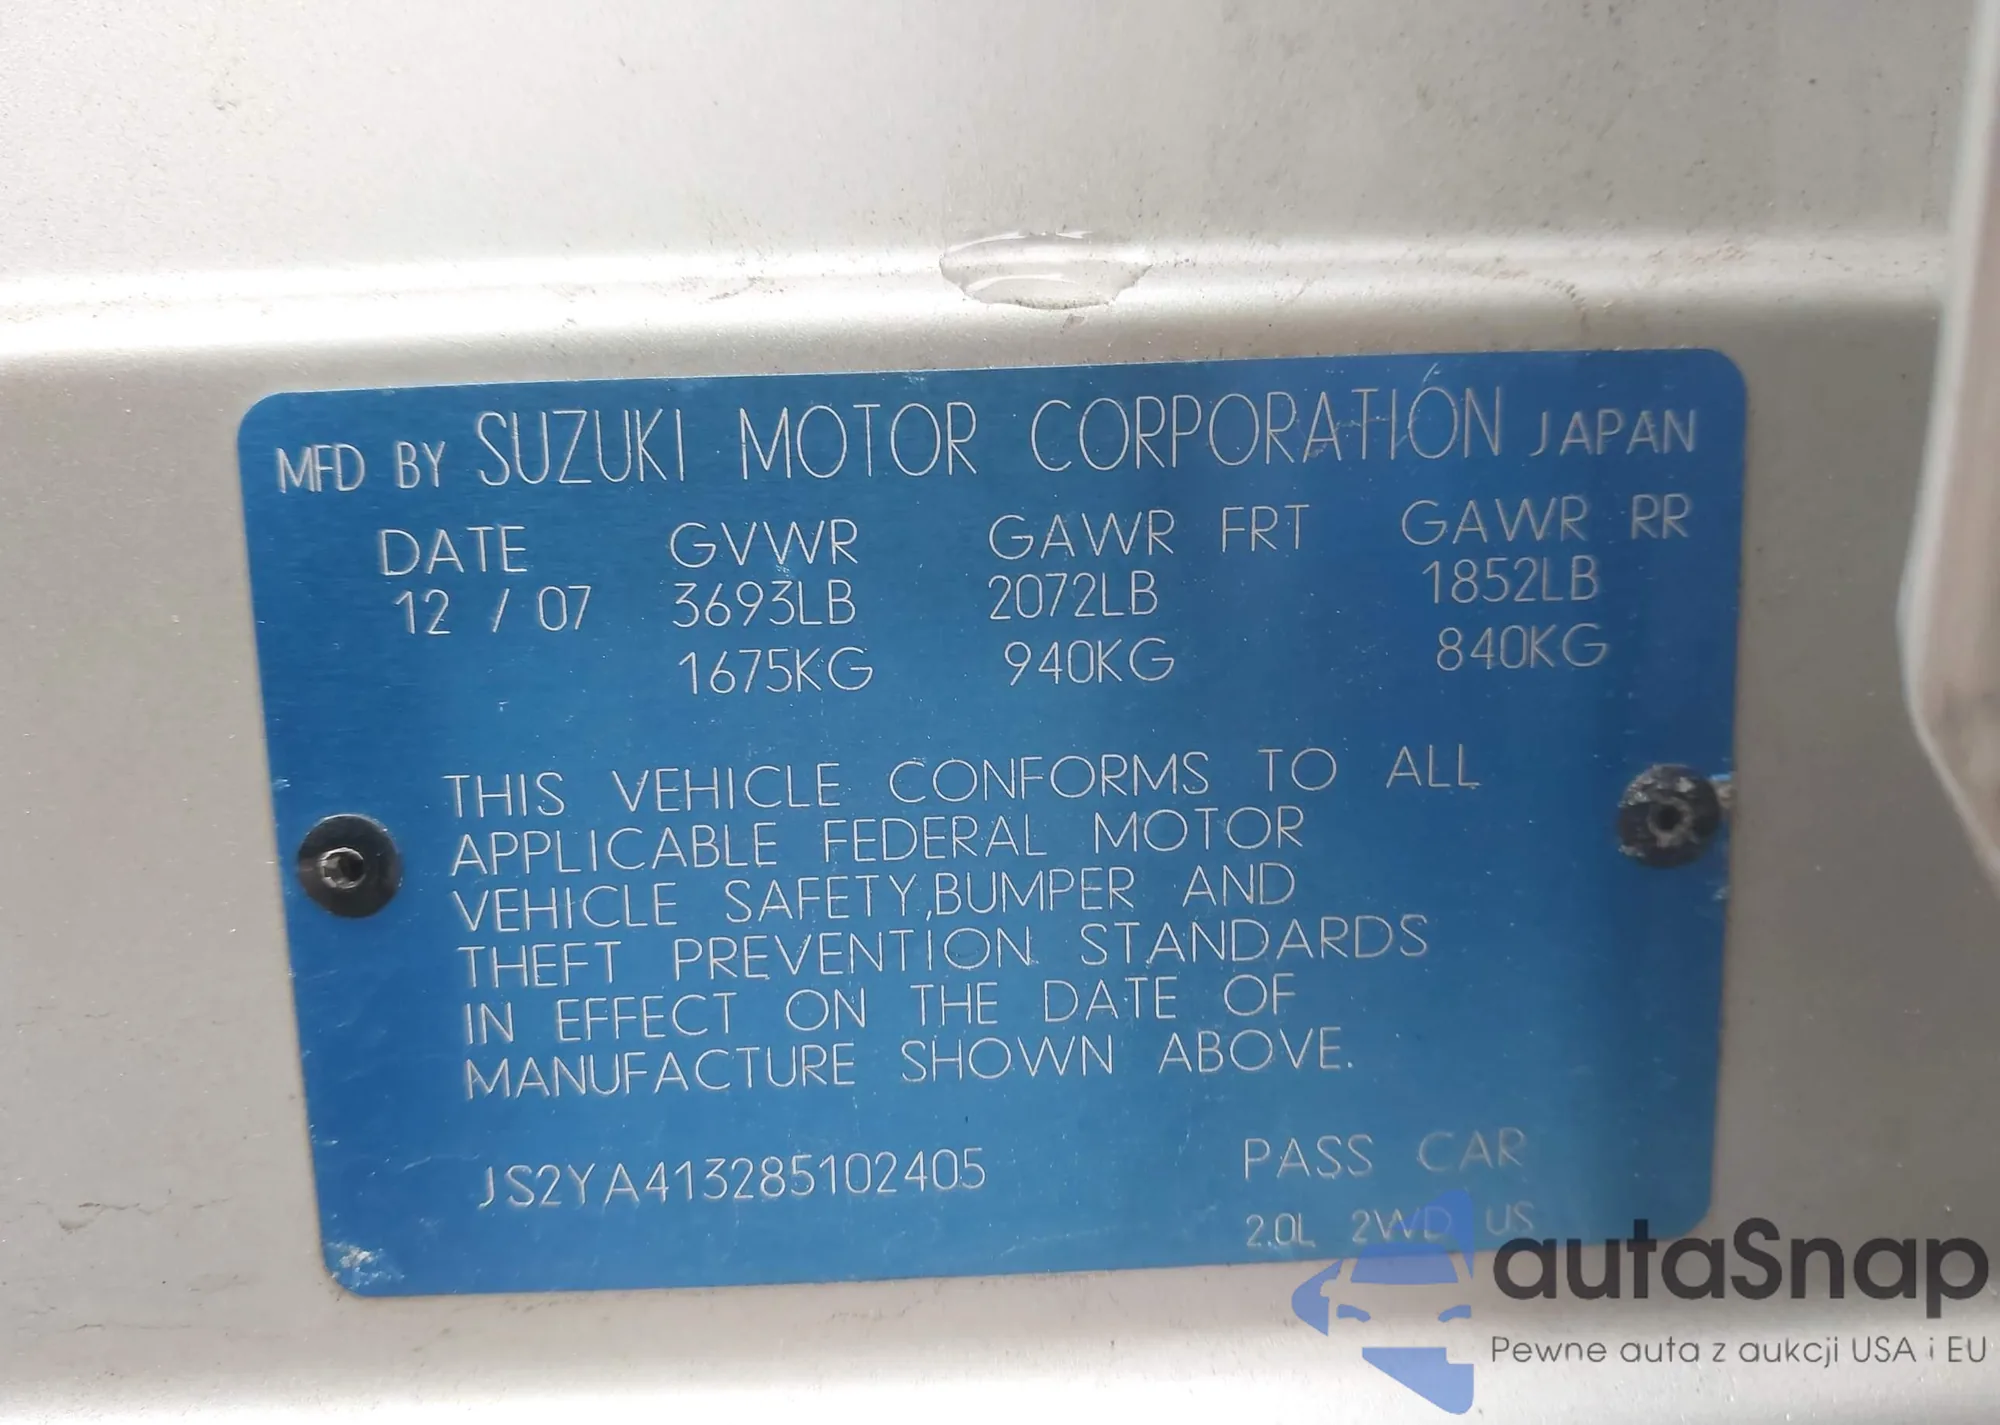 MFD BY SUZUKI MOTOR CORPORATION JAPAN
DATE GVWR GAWR FRT GAWR RR
12 / 07 3693LB 2072LB 1852LB
1675KG 940KG 840KG
THIS VEHICLE CONFORMS TO ALL
APPLICABLE FEDERAL MOTOR
VEHICLE SAFETY,BUMPER AND
THEFT PREVENTION STANDARDS
IN EFFECT ON THE DATE OF
MANUFACTURE SHOWN ABOVE.
JS2YA413285102405 PASS CAR
2.0L 2WD US
autaSnap
Pewne auta z aukcji USA i EU